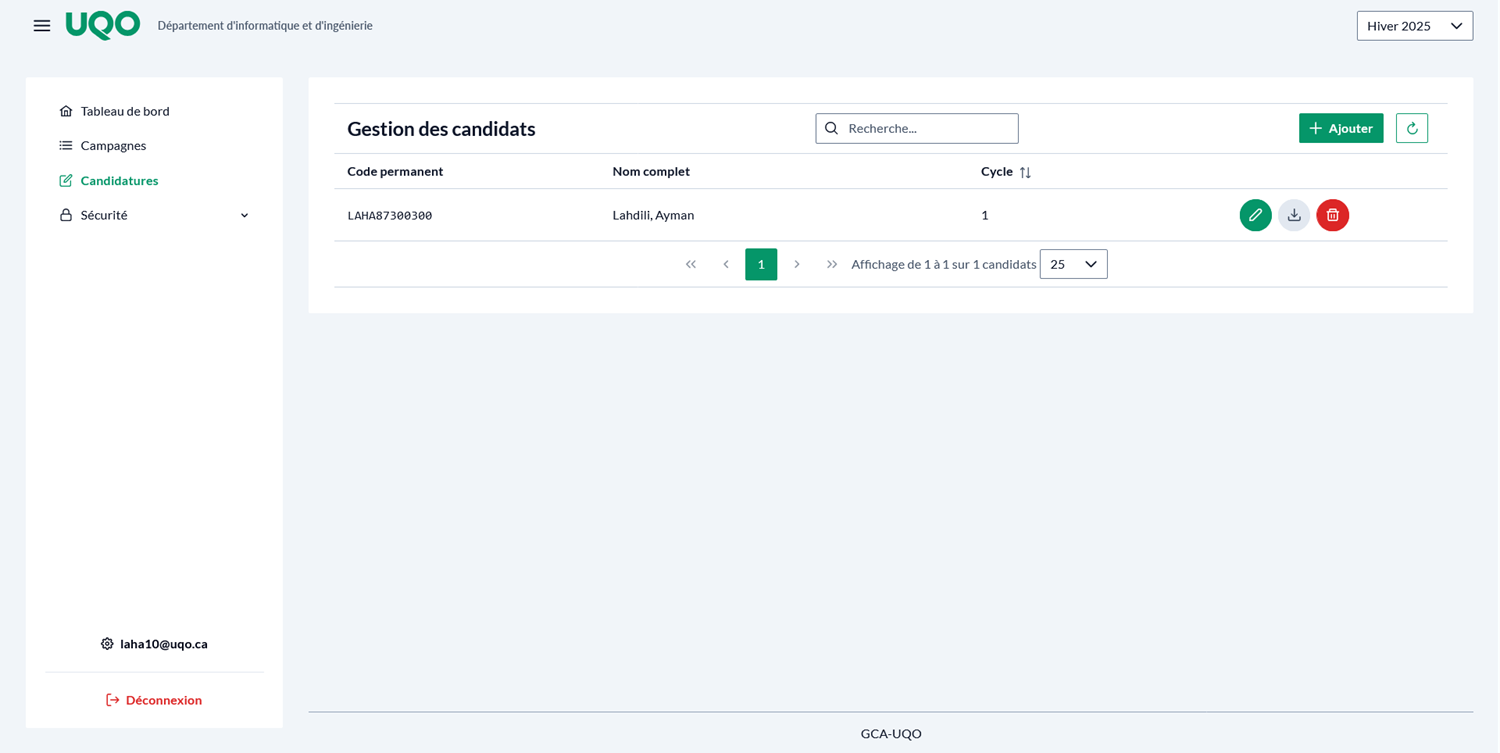 UQO Département d'informatique et d'ingénierie Hiver 2025
Tableau de bord
Campagnes
Candidatures
Sécurité
laha10@uqo.ca
Déconnexion
Gestion des candidats Recherche... Ajouter
Code permanent Nom complet Cycle
LAHA87300300 Lahdili, Ayman 1
1 Affichage de 1 à 1 sur 1 candidats 25
GCA-UQO